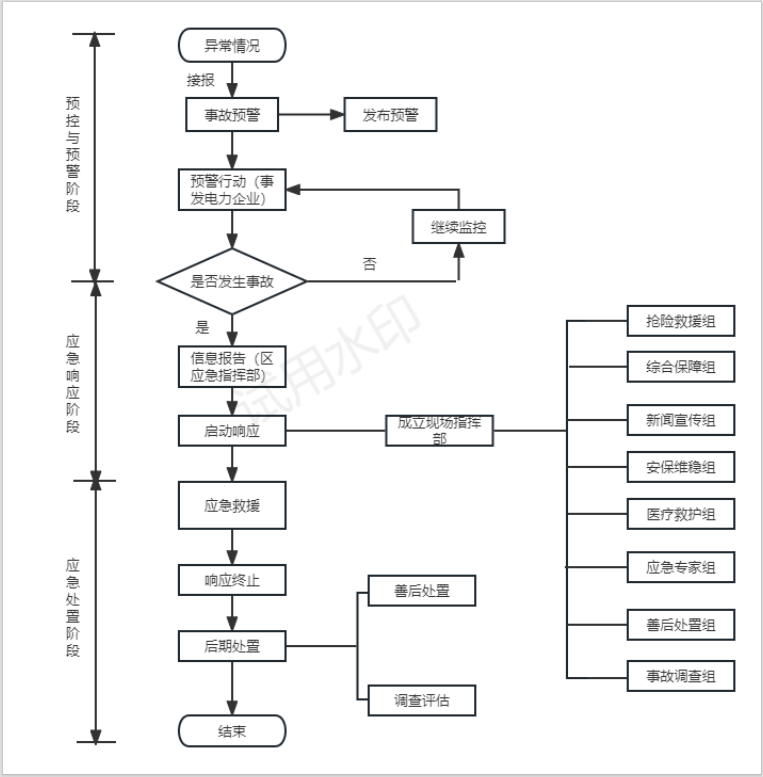 异常情况
接报
事故预警
发布预警
预控与预警阶段
预警行动（事
发电力企业）
继续监控
是否发生事故
否
是
信息报告（区
应急指挥部）
应急响应阶段
启动响应
成立现场指挥
部
抢险救援组
综合保障组
新闻宣传组
安保维稳组
医疗救护组
应急专家组
善后处置组
事故调查组
应急救援
响应终止
应急处置阶段
后期处置
善后处置
调查评估
结束
试用水印